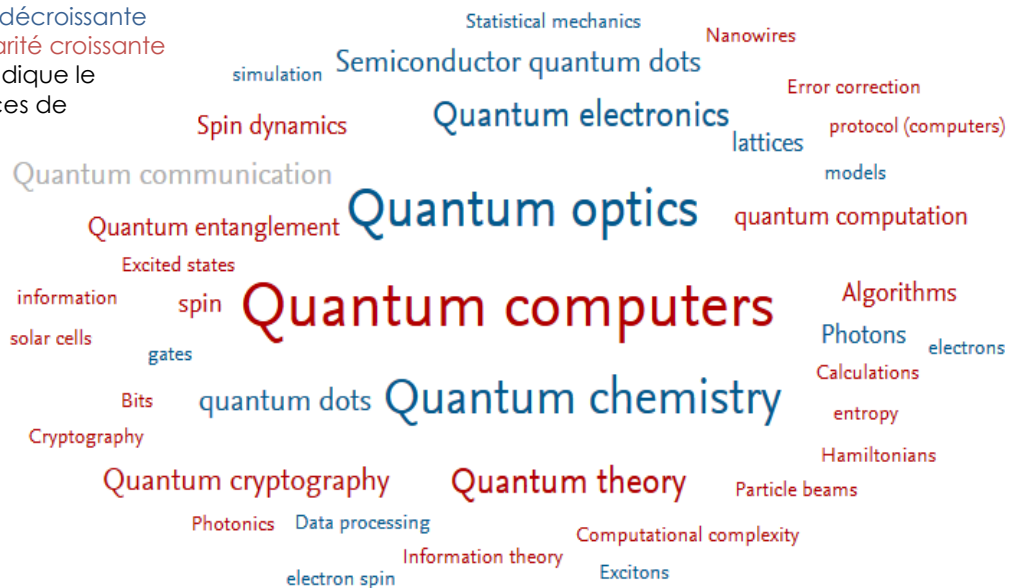 décroissante
arité croissante
dique le
ces de
Statistical mechanics
Nanowires
simulation
Semiconductor quantum dots
Error correction
Spin dynamics
Quantum electronics
lattices
protocol (computers)
Quantum communication
models
Quantum entanglement
Quantum optics
quantum computation
Excited states
information
spin
Quantum computers
Algorithms
solar cells
gates
Photons
electrons
Calculations
Bits
quantum dots
Quantum chemistry
entropy
Cryptography
Hamiltonians
Quantum cryptography
Quantum theory
Particle beams
Photonics
Data processing
Computational complexity
Information theory
electron spin
Excitons